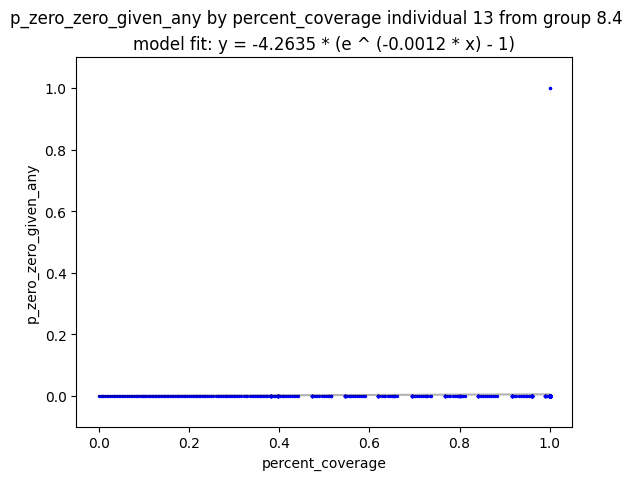 p_zero_zero_given_any by percent_coverage individual 13 from group 8.4
model fit: y = -4.2635 * (e ^ (-0.0012 * x) - 1)
1.0
0.8
0.6
0.4
0.2
0.0
p_zero_zero_given_any
0.0 0.2 0.4 0.6 0.8 1.0
percent_coverage